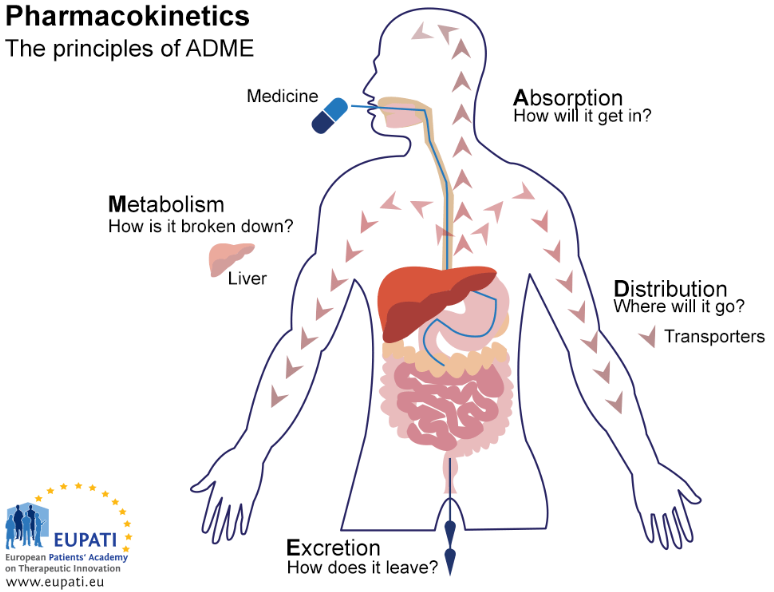 Pharmacokinetics
The principles of ADME
Medicine
Absorption
How will it get in?
Metabolism
How is it broken down?
Liver
Distribution
Where will it go?
Transporters
Excretion
How does it leave?
EUPATI
European Patients' Academy
on Therapeutic Innovation
www.eupati.eu